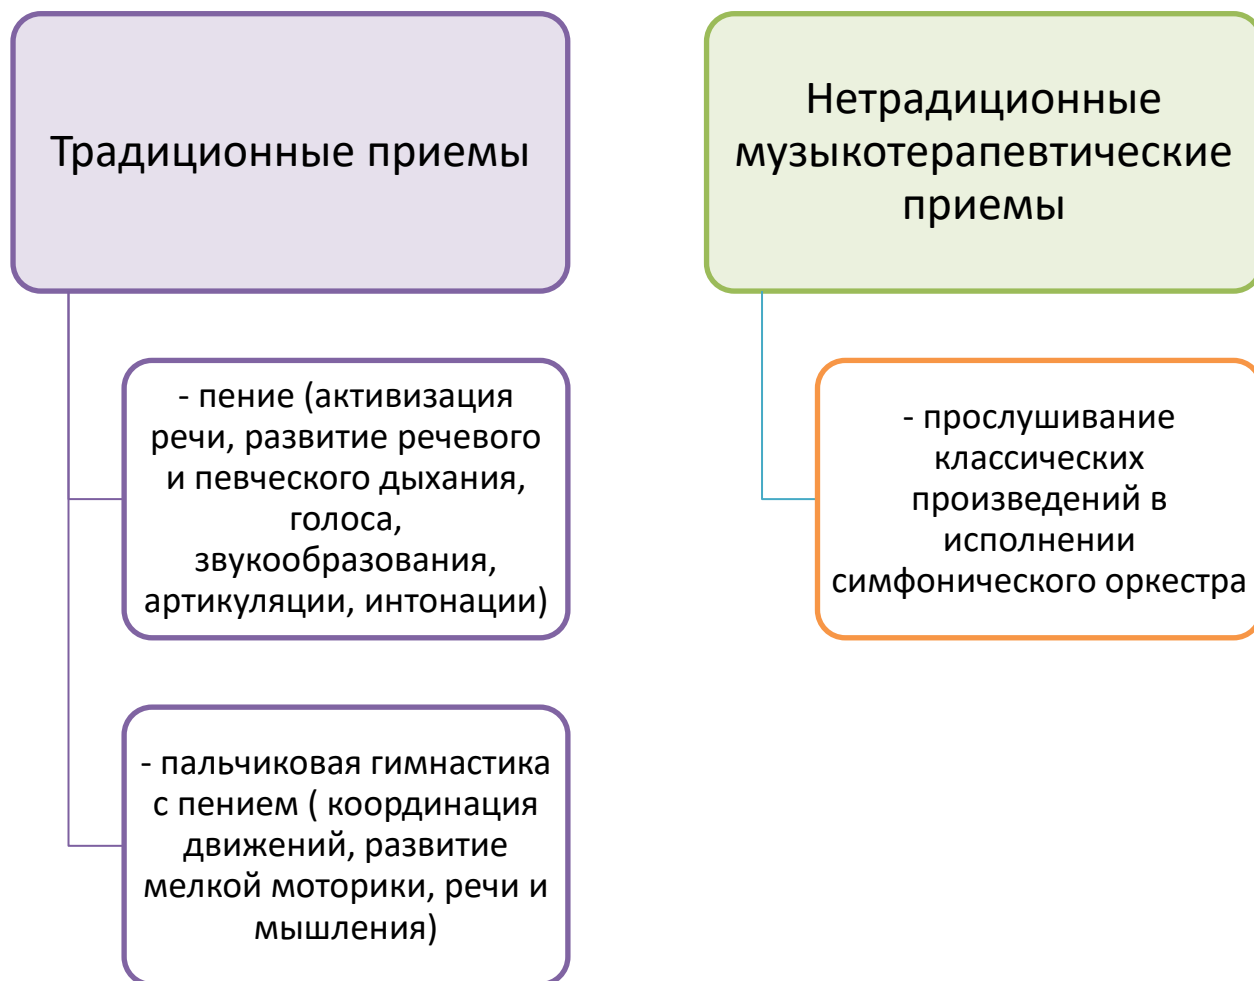 Традиционные приемы
- пение (активизация
речи, развитие речевого
и певческого дыхания,
голоса,
звукообразования,
артикуляции, интонации)
- пальчиковая гимнастика
с пением ( координация
движений, развитие
мелкой моторики, речи и
мышления)
Нетрадиционные
музыкотерапевтические
приемы
- прослушивание
классических
произведений в
исполнении
симфонического оркестра